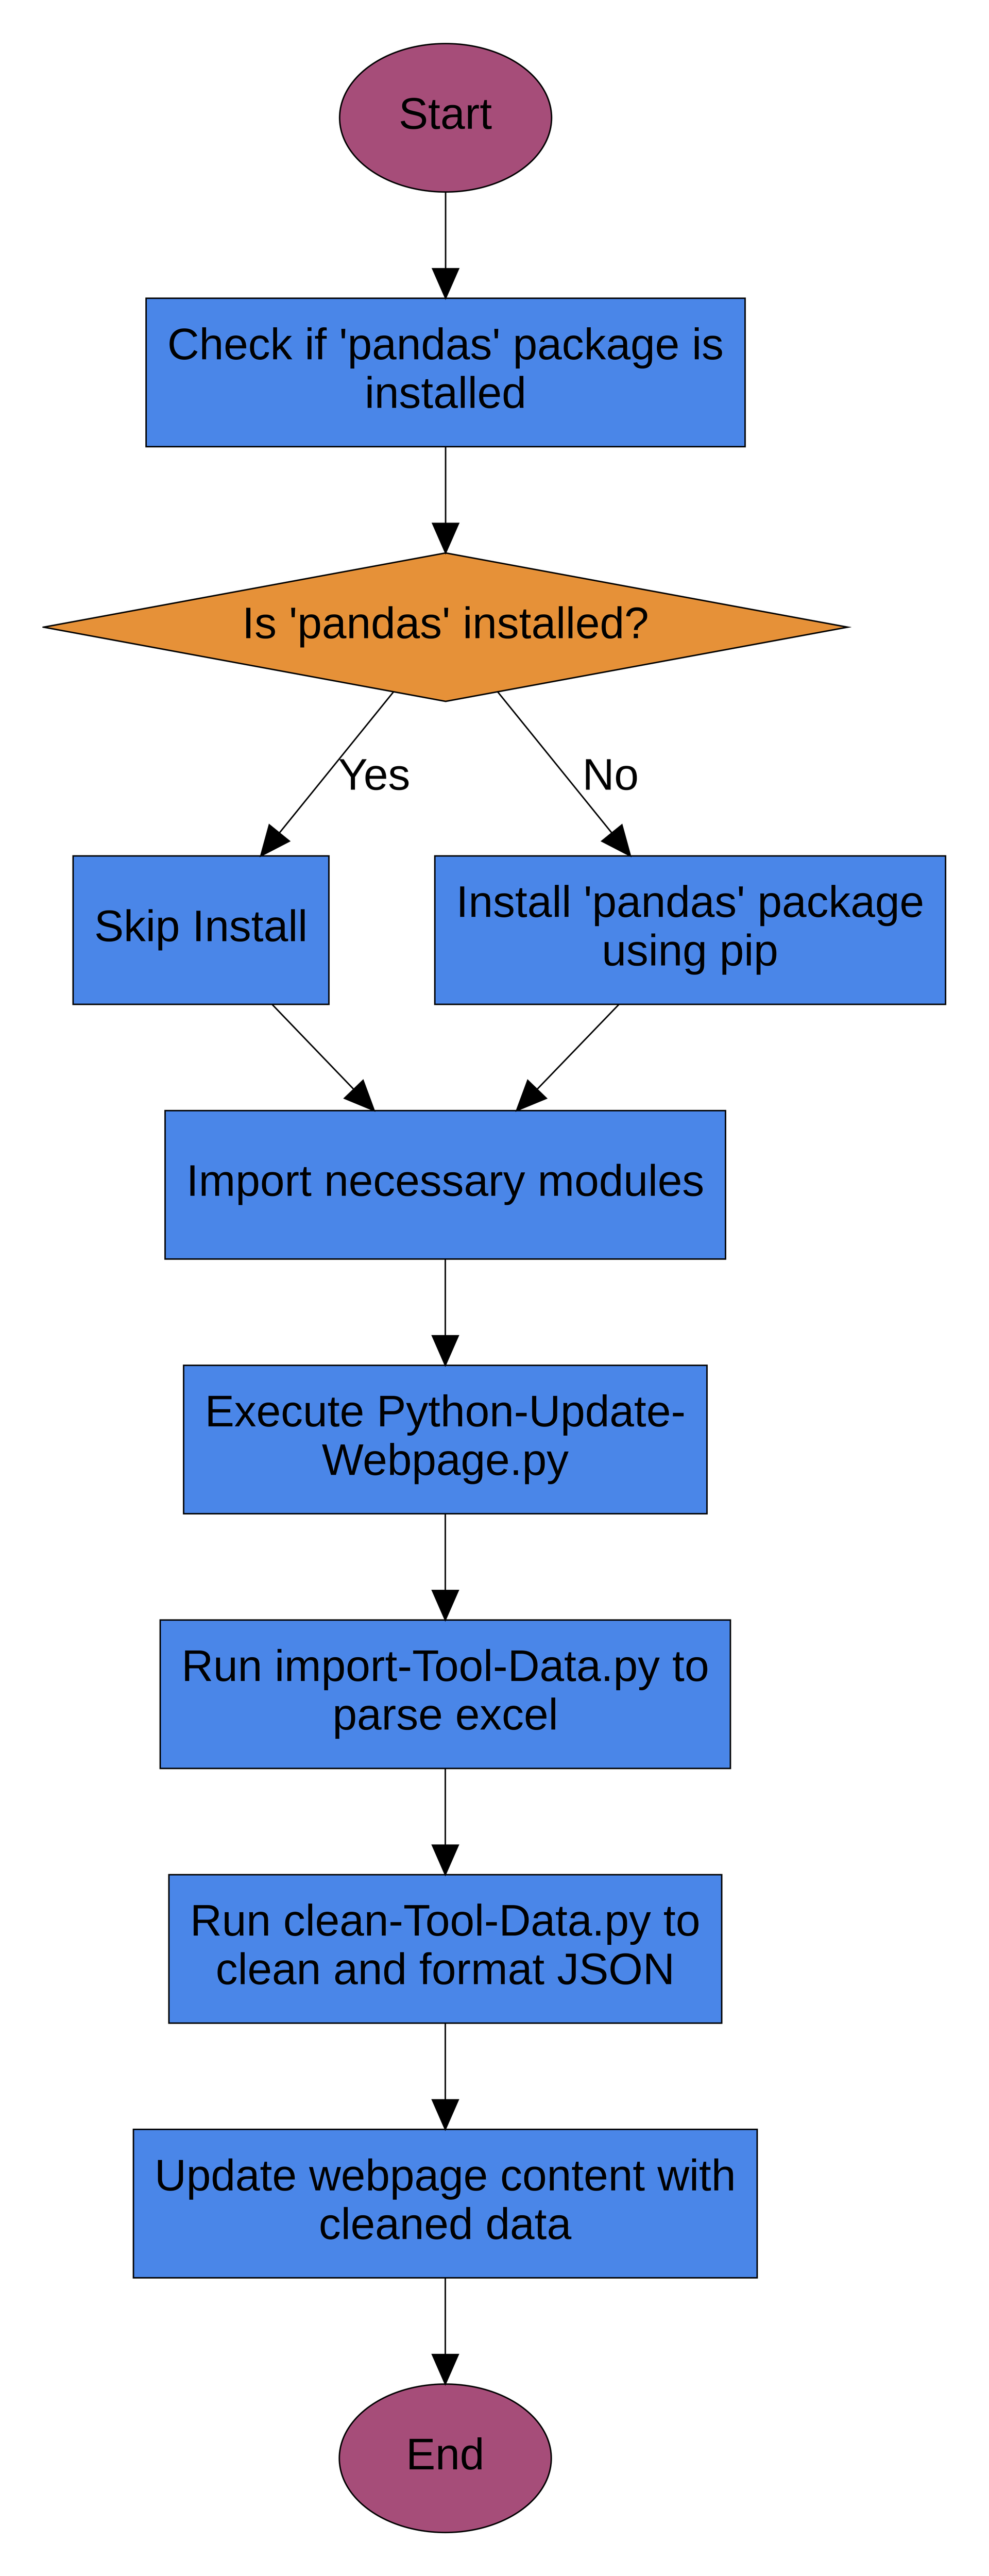 Start
Check if 'pandas' package is
installed
Is 'pandas' installed?
Yes
No
Skip Install
Install 'pandas' package
using pip
Import necessary modules
Execute Python-Update-
Webpage.py
Run import-Tool-Data.py to
parse excel
Run clean-Tool-Data.py to
clean and format JSON
Update webpage content with
cleaned data
End